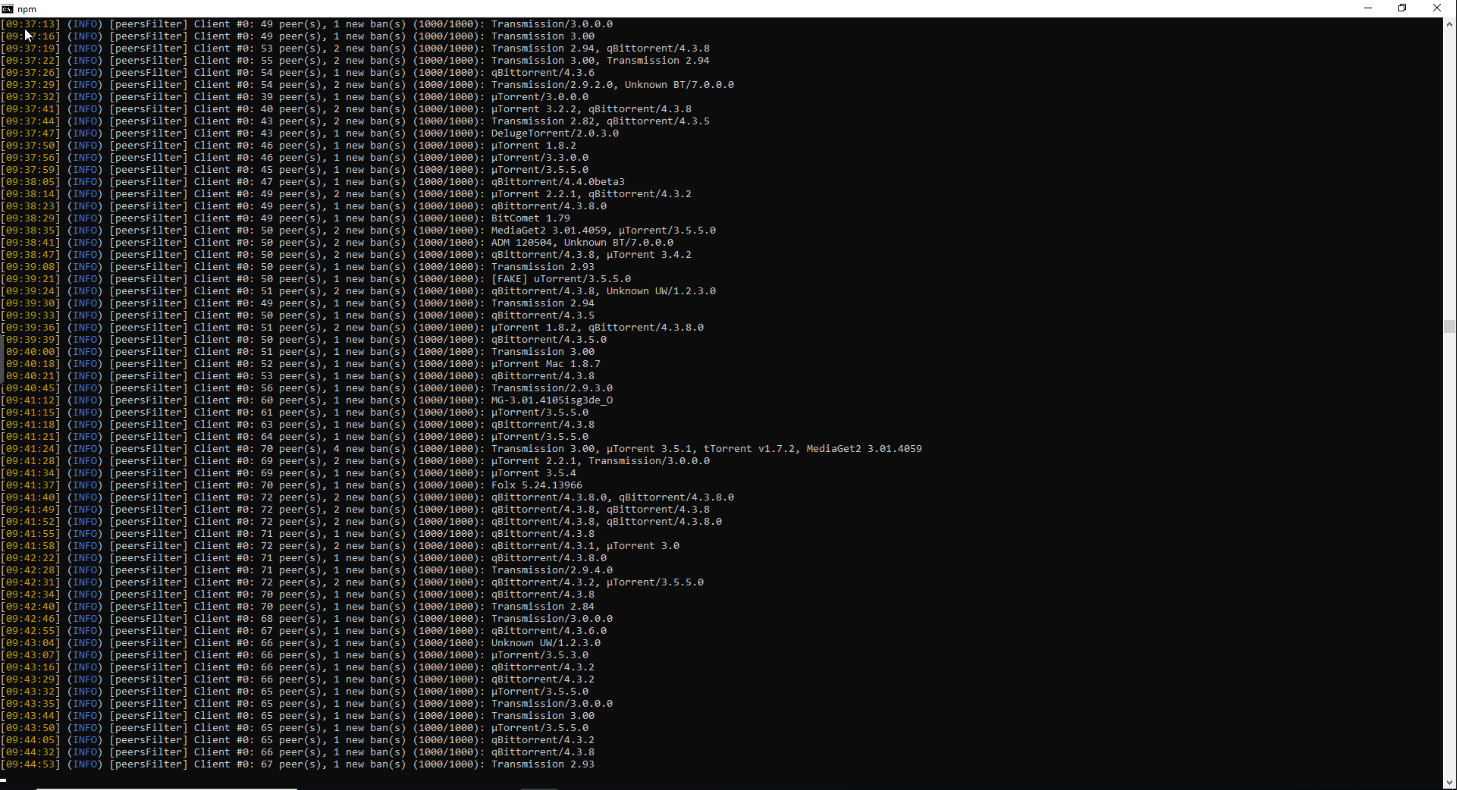 npm
[09:37:13] (INFO) [peersFilter] Client #0: 49 peer(s), 1 new ban(s) (1000/1000): Transmission/3.0.0.0
[09: 7:16] (INFO) [peersFilter] Client #0: 49 peer(s), 1 new ban(s) (1000/1000): Transmission 3.00
[09:37:19] (INFO) [peersFilter] Client #0: 53 peer(s), 2 new ban(s) (1000/1000): Transmission 2.94, qBittorrent/4.3.8
[09:37:22] (INFO) [peersFilter] Client #0: 55 peer(s), 2 new ban(s) (1000/1000): Transmission 3.00, Transmission 2.94
[09:37:26] (INFO) [peersFilter] Client #0: 54 peer(s), 1 new ban(s) (1000/1000): qBittorrent/4.3.6
[09:37:29] (INFO) [peersFilter] Client #0: 54 peer(s), 2 new ban(s) (1000/1000): Transmission/2.9.2.0, Unknown BT/7.0.0.0
[09:37:32] (INFO) [peersFilter] Client #0: 39 peer(s), 1 new ban(s) (1000/1000): µTorrent/3.0.0.0
[09:37:41] (INFO) [peersFilter] Client #0: 40 peer(s), 2 new ban(s) (1000/1000): µTorrent 3.2.2, qBittorrent/4.3.8
[09:37:44] (INFO) [peersFilter] Client #0: 43 peer(s), 2 new ban(s) (1000/1000): Transmission 2.82, qBittorrent/4.3.5
[09:37:47] (INFO) [peersFilter] Client #0: 43 peer(s), 1 new ban(s) (1000/1000): DelugeTorrent/2.0.3.0
[09:37:50] (INFO) [peersFilter] Client #0: 46 peer(s), 1 new ban(s) (1000/1000): µTorrent 1.8.2
[09:37:56] (INFO) [peersFilter] Client #0: 46 peer(s), 1 new ban(s) (1000/1000): µTorrent/3.3.0.0
[09:37:59] (INFO) [peersFilter] Client #0: 45 peer(s), 1 new ban(s) (1000/1000): µTorrent/3.5.5.0
[09:38:05] (INFO) [peersFilter] Client #0: 47 peer(s), 1 new ban(s) (1000/1000): qBittorrent/4.4.0beta3
[09:38:14] (INFO) [peersFilter] Client #0: 49 peer(s), 2 new ban(s) (1000/1000): µTorrent 2.2.1, qBittorrent/4.3.2
[09:38:23] (INFO) [peersFilter] Client #0: 49 peer(s), 1 new ban(s) (1000/1000): qBittorrent/4.3.8.0
[09:38:29] (INFO) [peersFilter] Client #0: 49 peer(s), 1 new ban(s) (1000/1000): BitComet 1.79
[09:38:35] (INFO) [peersFilter] Client #0: 50 peer(s), 2 new ban(s) (1000/1000): MediaGet2 3.01.4059, µTorrent/3.5.5.0
[09:38:41] (INFO) [peersFilter] Client #0: 50 peer(s), 2 new ban(s) (1000/1000): ADM 120504, Unknown BT/7.0.0.0
[09:38:47] (INFO) [peersFilter] Client #0: 50 peer(s), 2 new ban(s) (1000/1000): qBittorrent/4.3.8, µTorrent 3.4.2
[09:39:08] (INFO) [peersFilter] Client #0: 50 peer(s), 1 new ban(s) (1000/1000): Transmission 2.93
[09:39:21] (INFO) [peersFilter] Client #0: 50 peer(s), 1 new ban(s) (1000/1000): [FAKE] uTorrent/3.5.5.0
[09:39:24] (INFO) [peersFilter] Client #0: 51 peer(s), 2 new ban(s) (1000/1000): qBittorrent/4.3.8, Unknown UW/1.2.3.0
[09:39:30] (INFO) [peersFilter] Client #0: 49 peer(s), 1 new ban(s) (1000/1000): Transmission 2.94
[09:39:33] (INFO) [peersFilter] Client #0: 50 peer(s), 1 new ban(s) (1000/1000): qBittorrent/4.3.5
[09:39:36] (INFO) [peersFilter] Client #0: 51 peer(s), 2 new ban(s) (1000/1000): µTorrent 1.8.2, qBittorrent/4.3.8.0
09:39:39] (INFO) [peersFilter] Client #0: 50 peer(s), 1 new ban(s) (1000/1000): qBittorrent/4.3.5.0
09:40:00] (INFO) [peersFilter] Client #0: 51 peer(s), 1 new ban(s) (1000/1000): Transmission 3.00
09:40:18] (INFO) [peersFilter] Client #0: 52 peer(s), 1 new ban(s) (1000/1000): µTorrent Mac 1.8.7
09:40:21] (INFO) [peersFilter] Client #0: 53 peer(s), 1 new ban(s) (1000/1000): qBittorrent/4.3.8
[09:40:45] (INFO) [peersFilter] Client #0: 56 peer(s), 1 new ban(s) (1000/1000): Transmission/2.9.3.0
[09:41:12] (INFO) [peersFilter] Client #0: 60 peer(s), 1 new ban(s) (1000/1000): MG-3.01.4105isg3de_O
[09:41:15] (INFO) [peersFilter] Client #0: 61 peer(s), 1 new ban(s) (1000/1000): µTorrent/3.5.5.0
[09:41:18] (INFO) [peersFilter] Client #0: 63 peer(s), 1 new ban(s) (1000/1000): qBittorrent/4.3.8
[09:41:21] (INFO) [peersFilter] Client #0: 64 peer(s), 1 new ban(s) (1000/1000): µTorrent/3.5.5.0
[09:41:24] (INFO) [peersFilter] Client #0: 70 peer(s), 4 new ban(s) (1000/1000): Transmission 3.00, µTorrent 3.5.1, tTorrent v1.7.2, MediaGet2 3.01.4059
[09:41:28] (INFO) [peersFilter] Client #0: 69 peer(s), 2 new ban(s) (1000/1000): µTorrent 2.2.1, Transmission/3.0.0.0
[09:41:34] (INFO) [peersFilter] Client #0: 69 peer(s), 1 new ban(s) (1000/1000): µTorrent 3.5.4
[09:41:37] (INFO) [peersFilter] Client #0: 70 peer(s), 1 new ban(s) (1000/1000): Folx 5.24.13966
[09:41:40] (INFO) [peersFilter] Client #0: 72 peer(s), 2 new ban(s) (1000/1000): qBittorrent/4.3.8.0, qBittorrent/4.3.8.0
[09:41:49] (INFO) [peersFilter] Client #0: 72 peer(s), 2 new ban(s) (1000/1000): qBittorrent/4.3.8, qBittorrent/4.3.8
[09:41:52] (INFO) [peersFilter] Client #0: 72 peer(s), 2 new ban(s) (1000/1000): qBittorrent/4.3.8, qBittorrent/4.3.8.0
[09:41:55] (INFO) [peersFilter] Client #0: 71 peer(s), 1 new ban(s) (1000/1000): qBittorrent/4.3.8
[09:41:58] (INFO) [peersFilter] Client #0: 72 peer(s), 2 new ban(s) (1000/1000): qBittorrent/4.3.1, µTorrent 3.0
[09:42:22] (INFO) [peersFilter] Client #0: 71 peer(s), 1 new ban(s) (1000/1000): qBittorrent/4.3.8.0
[09:42:28] (INFO) [peersFilter] Client #0: 71 peer(s), 1 new ban(s) (1000/1000): Transmission/2.9.4.0
[09:42:31] (INFO) [peersFilter] Client #0: 72 peer(s), 2 new ban(s) (1000/1000): qBittorrent/4.3.2, µTorrent/3.5.5.0
[09:42:34] (INFO) [peersFilter] Client #0: 70 peer(s), 1 new ban(s) (1000/1000): qBittorrent/4.3.8
[09:42:40] (INFO) [peersFilter] Client #0: 70 peer(s), 1 new ban(s) (1000/1000): Transmission 2.84
[09:42:46] (INFO) [peersFilter] Client #0: 68 peer(s), 1 new ban(s) (1000/1000): Transmission/3.0.0.0
[09:42:55] (INFO) [peersFilter] Client #0: 67 peer(s), 1 new ban(s) (1000/1000): qBittorrent/4.3.6.0
[09:43:04] (INFO) [peersFilter] Client #0: 66 peer(s), 1 new ban(s) (1000/1000): Unknown UW/1.2.3.0
[09:43:07] (INFO) [peersFilter] Client #0: 66 peer(s), 1 new ban(s) (1000/1000): µTorrent/3.5.3.0
[09:43:16] (INFO) [peersFilter] Client #0: 66 peer(s), 1 new ban(s) (1000/1000): qBittorrent/4.3.2
[09:43:29] (INFO) [peersFilter] Client #0: 66 peer(s), 1 new ban(s) (1000/1000): qBittorrent/4.3.2
[09:43:32] (INFO) [peersFilter] Client #0: 65 peer(s), 1 new ban(s) (1000/1000): µTorrent/3.5.5.0
[09:43:35] (INFO) [peersFilter] Client #0: 65 peer(s), 1 new ban(s) (1000/1000): Transmission/3.0.0.0
[09:43:44] (INFO) [peersFilter] Client #0: 65 peer(s), 1 new ban(s) (1000/1000): Transmission 3.00
[09:43:50] (INFO) [peersFilter] Client #0: 65 peer(s), 1 new ban(s) (1000/1000): µTorrent/3.5.5.0
[09:44:05] (INFO) [peersFilter] Client #0: 65 peer(s), 1 new ban(s) (1000/1000): qBittorrent/4.3.2
[09:44:32] (INFO) [peersFilter] Client #0: 66 peer(s), 1 new ban(s) (1000/1000): qBittorrent/4.3.8
[09:44:53] (INFO) [peersFilter] Client #0: 67 peer(s), 1 new ban(s) (1000/1000): Transmission 2.93